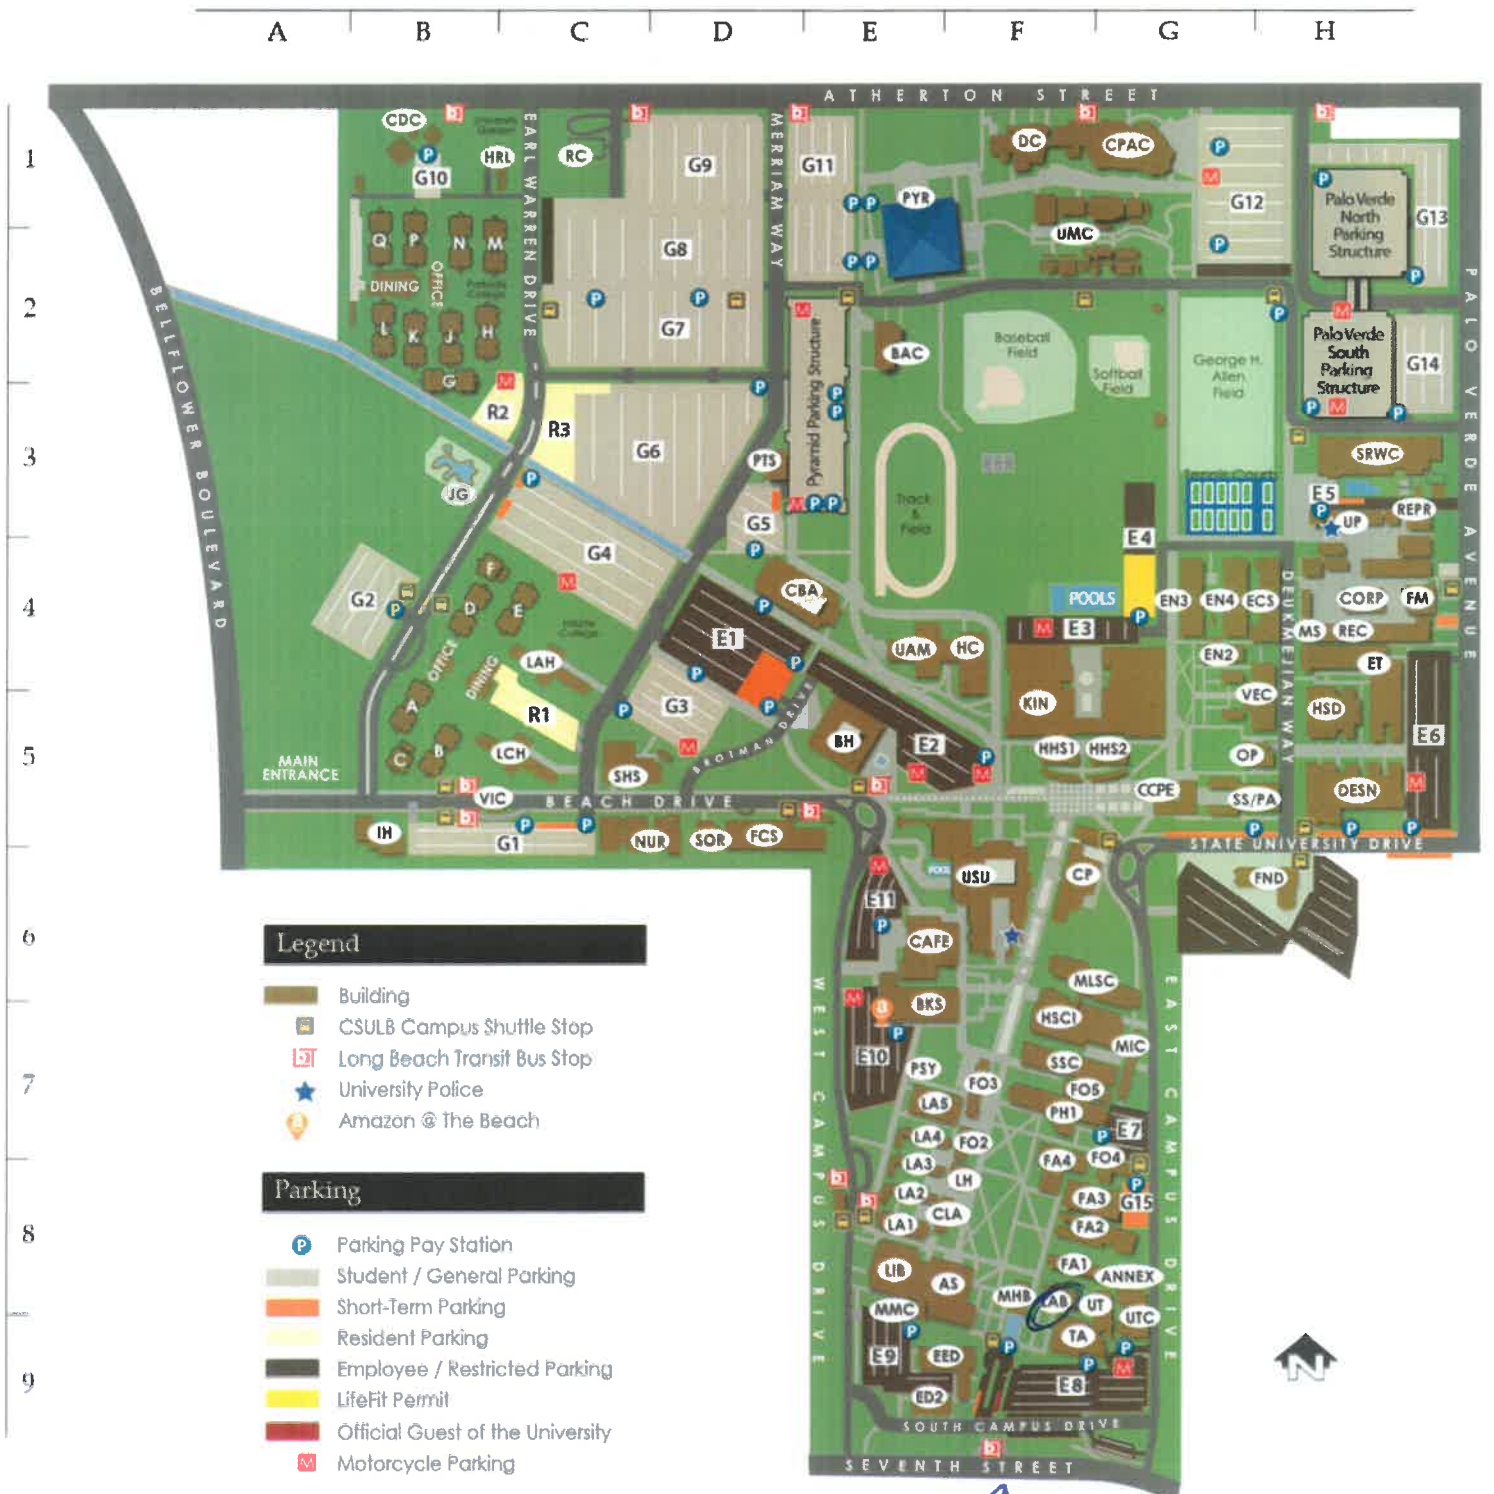 A B C D E F G H
1
2
3
4
5
6
7
8
9
ATHERTON STREET
BELLFLOWER BOULEVARD
EARL WARREN DRIVE
MERRIAM WAY
PALO VERDE AVENUE
CDC
HRL
RC
G10
G9
G11
DC
CPAC
PYR
UMC
G12
Palo Verde
North
Parking
Structure
G13
Q P N M
DINING
OFFICE
L K J H
G
G8
G7
Pyramid Parking Structure
BAC
Baseball
Field
Softball
Field
George H.
Allen
Field
Palo Verde
South
Parking
Structure
G14
R2
R3
G6
PTS
JG
G5
G4
Track
&
Field
Tennis Courts
SRWC
E5
UP
REPR
E4
G2
F
D
E
OFFICE
DINING
Hillside
College
LAH
CBA
E1
UAM
HC
POOLS
E3
EN3
EN4
ECS
DEUKMEJIAN WAY
CORP
FM
MS
REC
ET
EN2
VEC
HSD
E6
A
B
C
R1
LCH
G3
SHS
BROTMAN DRIVE
BH
E2
KIN
HHS1
HHS2
OP
CCPE
SS/PA
DESN
MAIN
ENTRANCE
VIC
BEACH DRIVE
IH
G1
NUR
SOR
FCS
STATE UNIVERSITY DRIVE
POOL
USU
CP
FND
E11
CAFE
BKS
MLSC
HSCI
MIC
E10
PSY
FO3
SSC
FO5
LA5
PH1
E7
LA4
FO2
LA3
FA4
FO4
LH
LA2
FA3
G15
CLA
LA1
FA2
LIB
AS
FA1
ANNEX
MHB
LAB
UT
MMC
UTC
TA
E9
EED
E8
ED2
WEST CAMPUS DRIVE
EAST CAMPUS DRIVE
SOUTH CAMPUS DRIVE
SEVENTH STREET
N
Legend
Building
CSULB Campus Shuttle Stop
Long Beach Transit Bus Stop
University Police
Amazon @ The Beach
Parking
P Parking Pay Station
Student / General Parking
Short-Term Parking
Resident Parking
Employee / Restricted Parking
LifeFit Permit
Official Guest of the University
M Motorcycle Parking